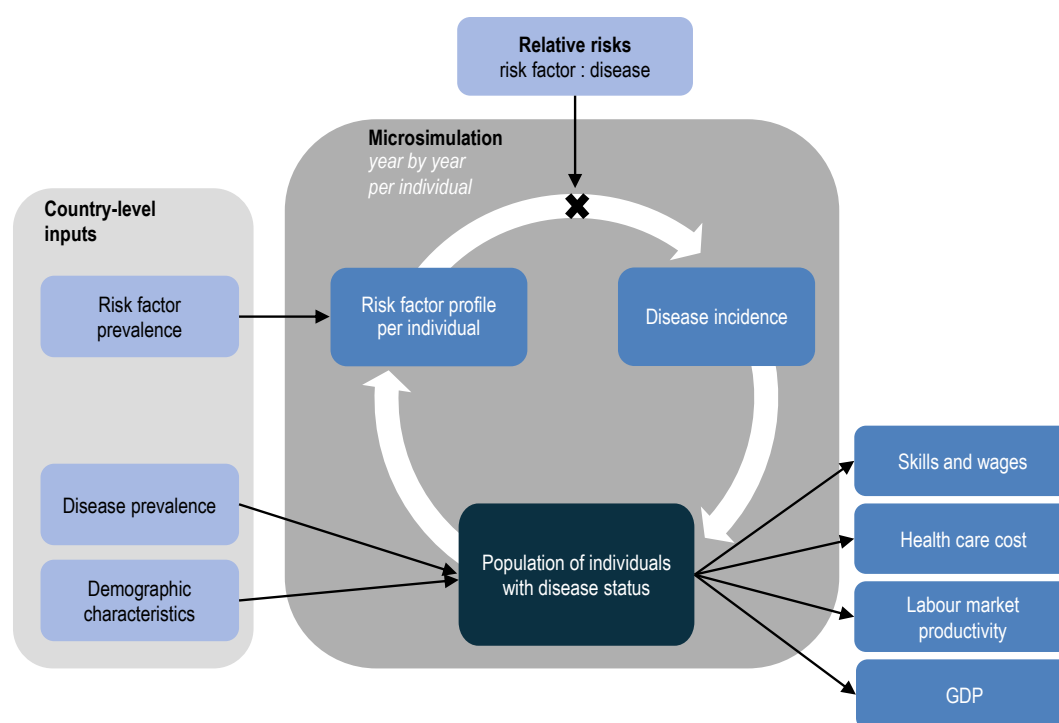 Relative risks
risk factor : disease
Microsimulation
year by year
per individual
Country-level
inputs
Risk factor
prevalence
Risk factor profile
per individual
Disease incidence
Disease prevalence
Demographic
characteristics
Population of individuals
with disease status
Skills and wages
Health care cost
Labour market
productivity
GDP